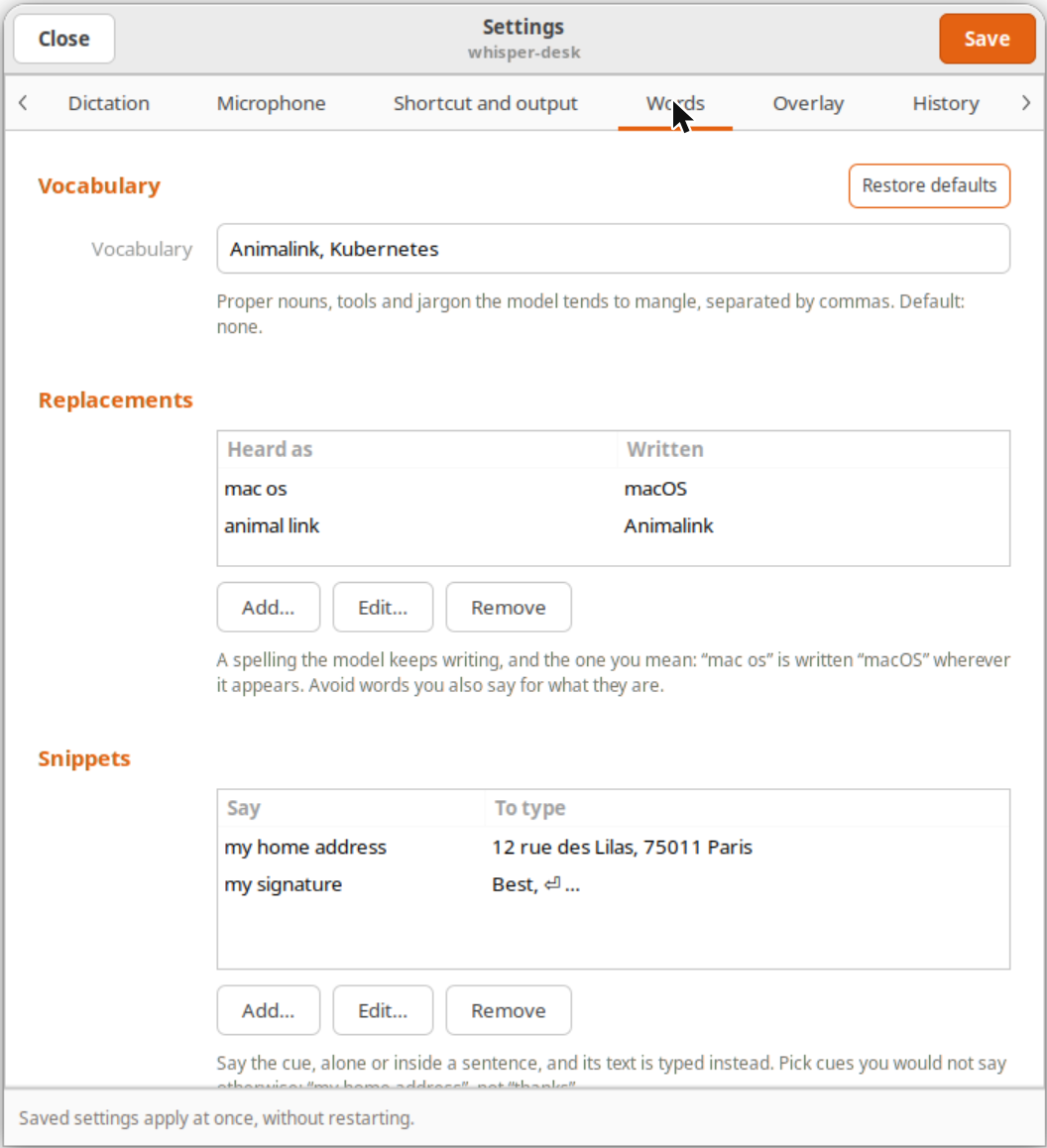 Close
Settings
whisper-desk
Save
Dictation
Microphone
Shortcut and output
Words
Overlay
History
Vocabulary
Restore defaults
Vocabulary
Animalink, Kubernetes
Proper nouns, tools and jargon the model tends to mangle, separated by commas. Default:
none.
Replacements
Heard as Written
mac os macOS
animal link Animalink
Add... Edit... Remove
A spelling the model keeps writing, and the one you mean: “mac os” is written “macOS” wherever
it appears. Avoid words you also say for what they are.
Snippets
Say To type
my home address 12 rue des Lilas, 75011 Paris
my signature Best, ⏎ ...
Add... Edit... Remove
Say the cue, alone or inside a sentence, and its text is typed instead. Pick cues you would not say
otherwise: “my home address”, not “thanks”.
Saved settings apply at once, without restarting.